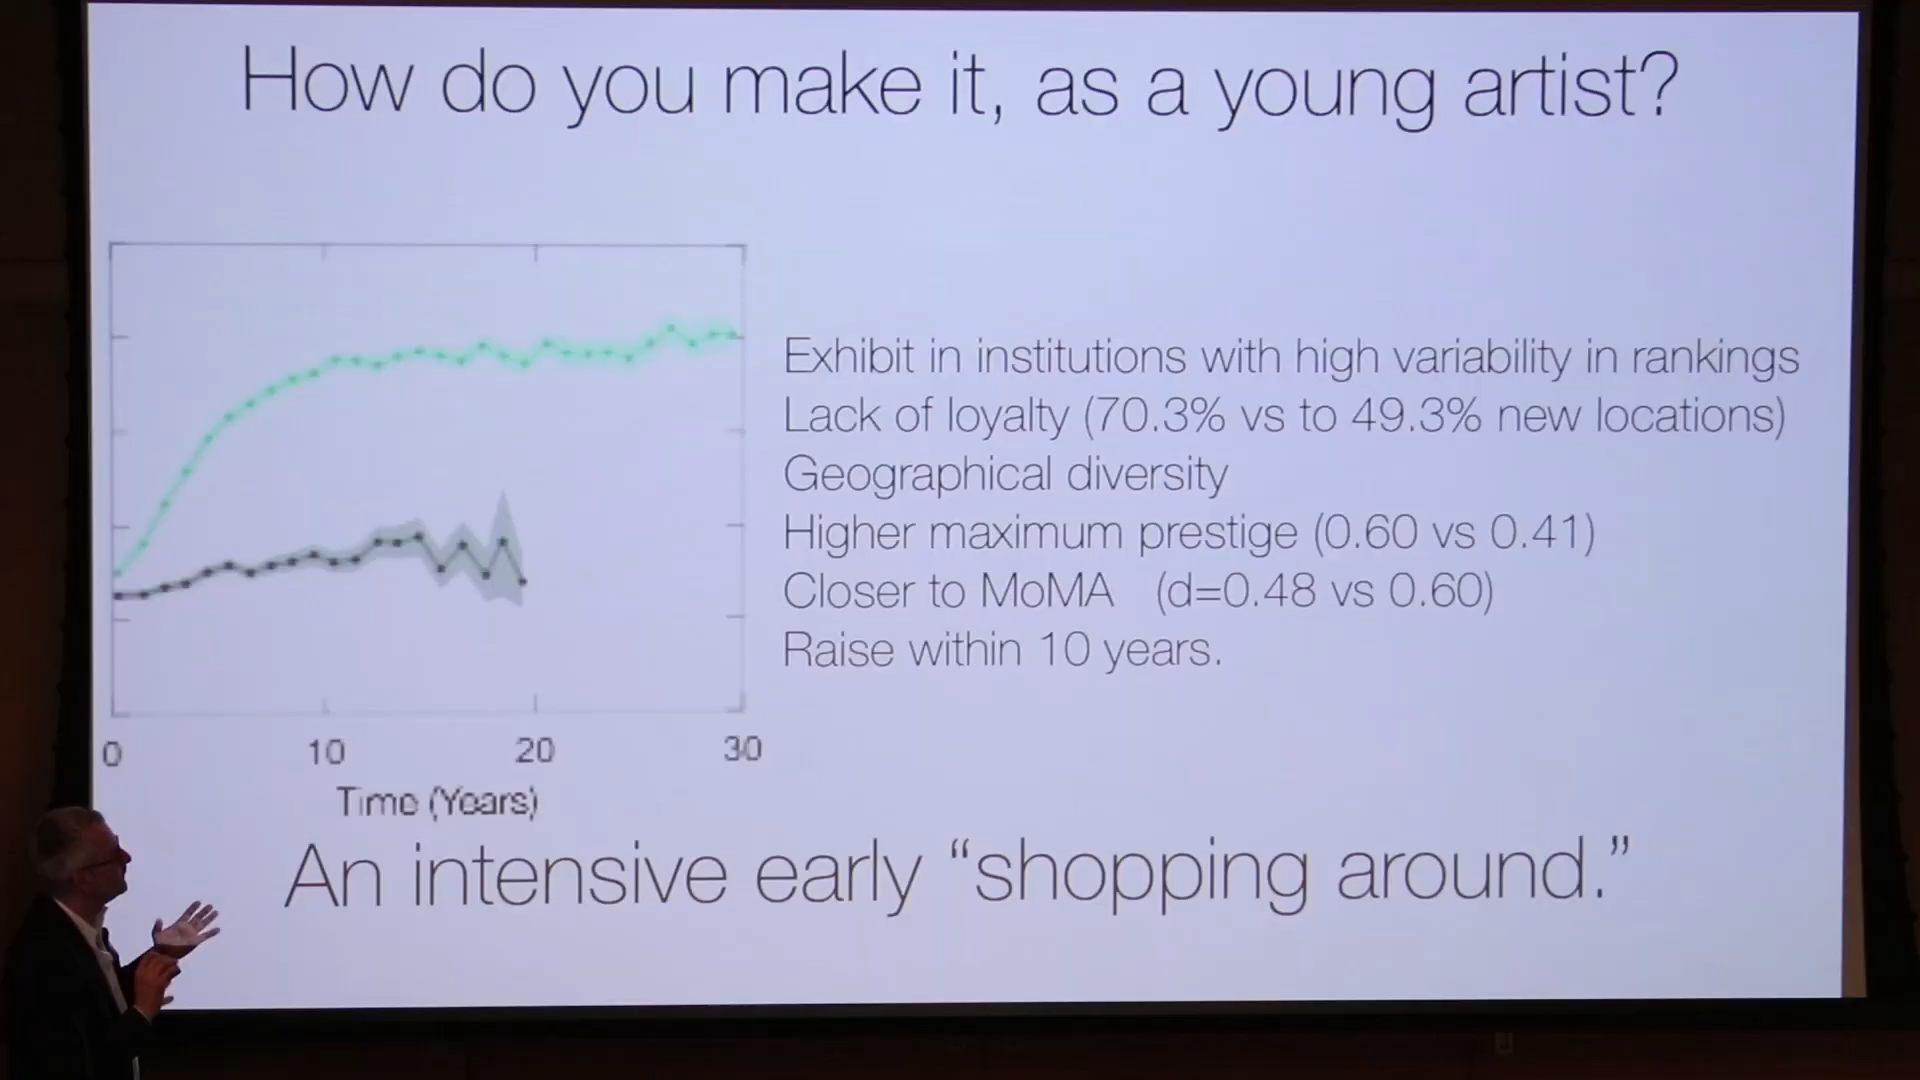 How do you make it, as a young artist?
Exhibit in institutions with high variability in rankings
Lack of loyalty (70.3% vs to 49.3% new locations)
Geographical diversity
Higher maximum prestige (0.60 vs 0.41)
Closer to MoMA (d=0.48 vs 0.60)
Raise within 10 years.
0 10 20 30
Time (Years)
An intensive early “shopping around.”